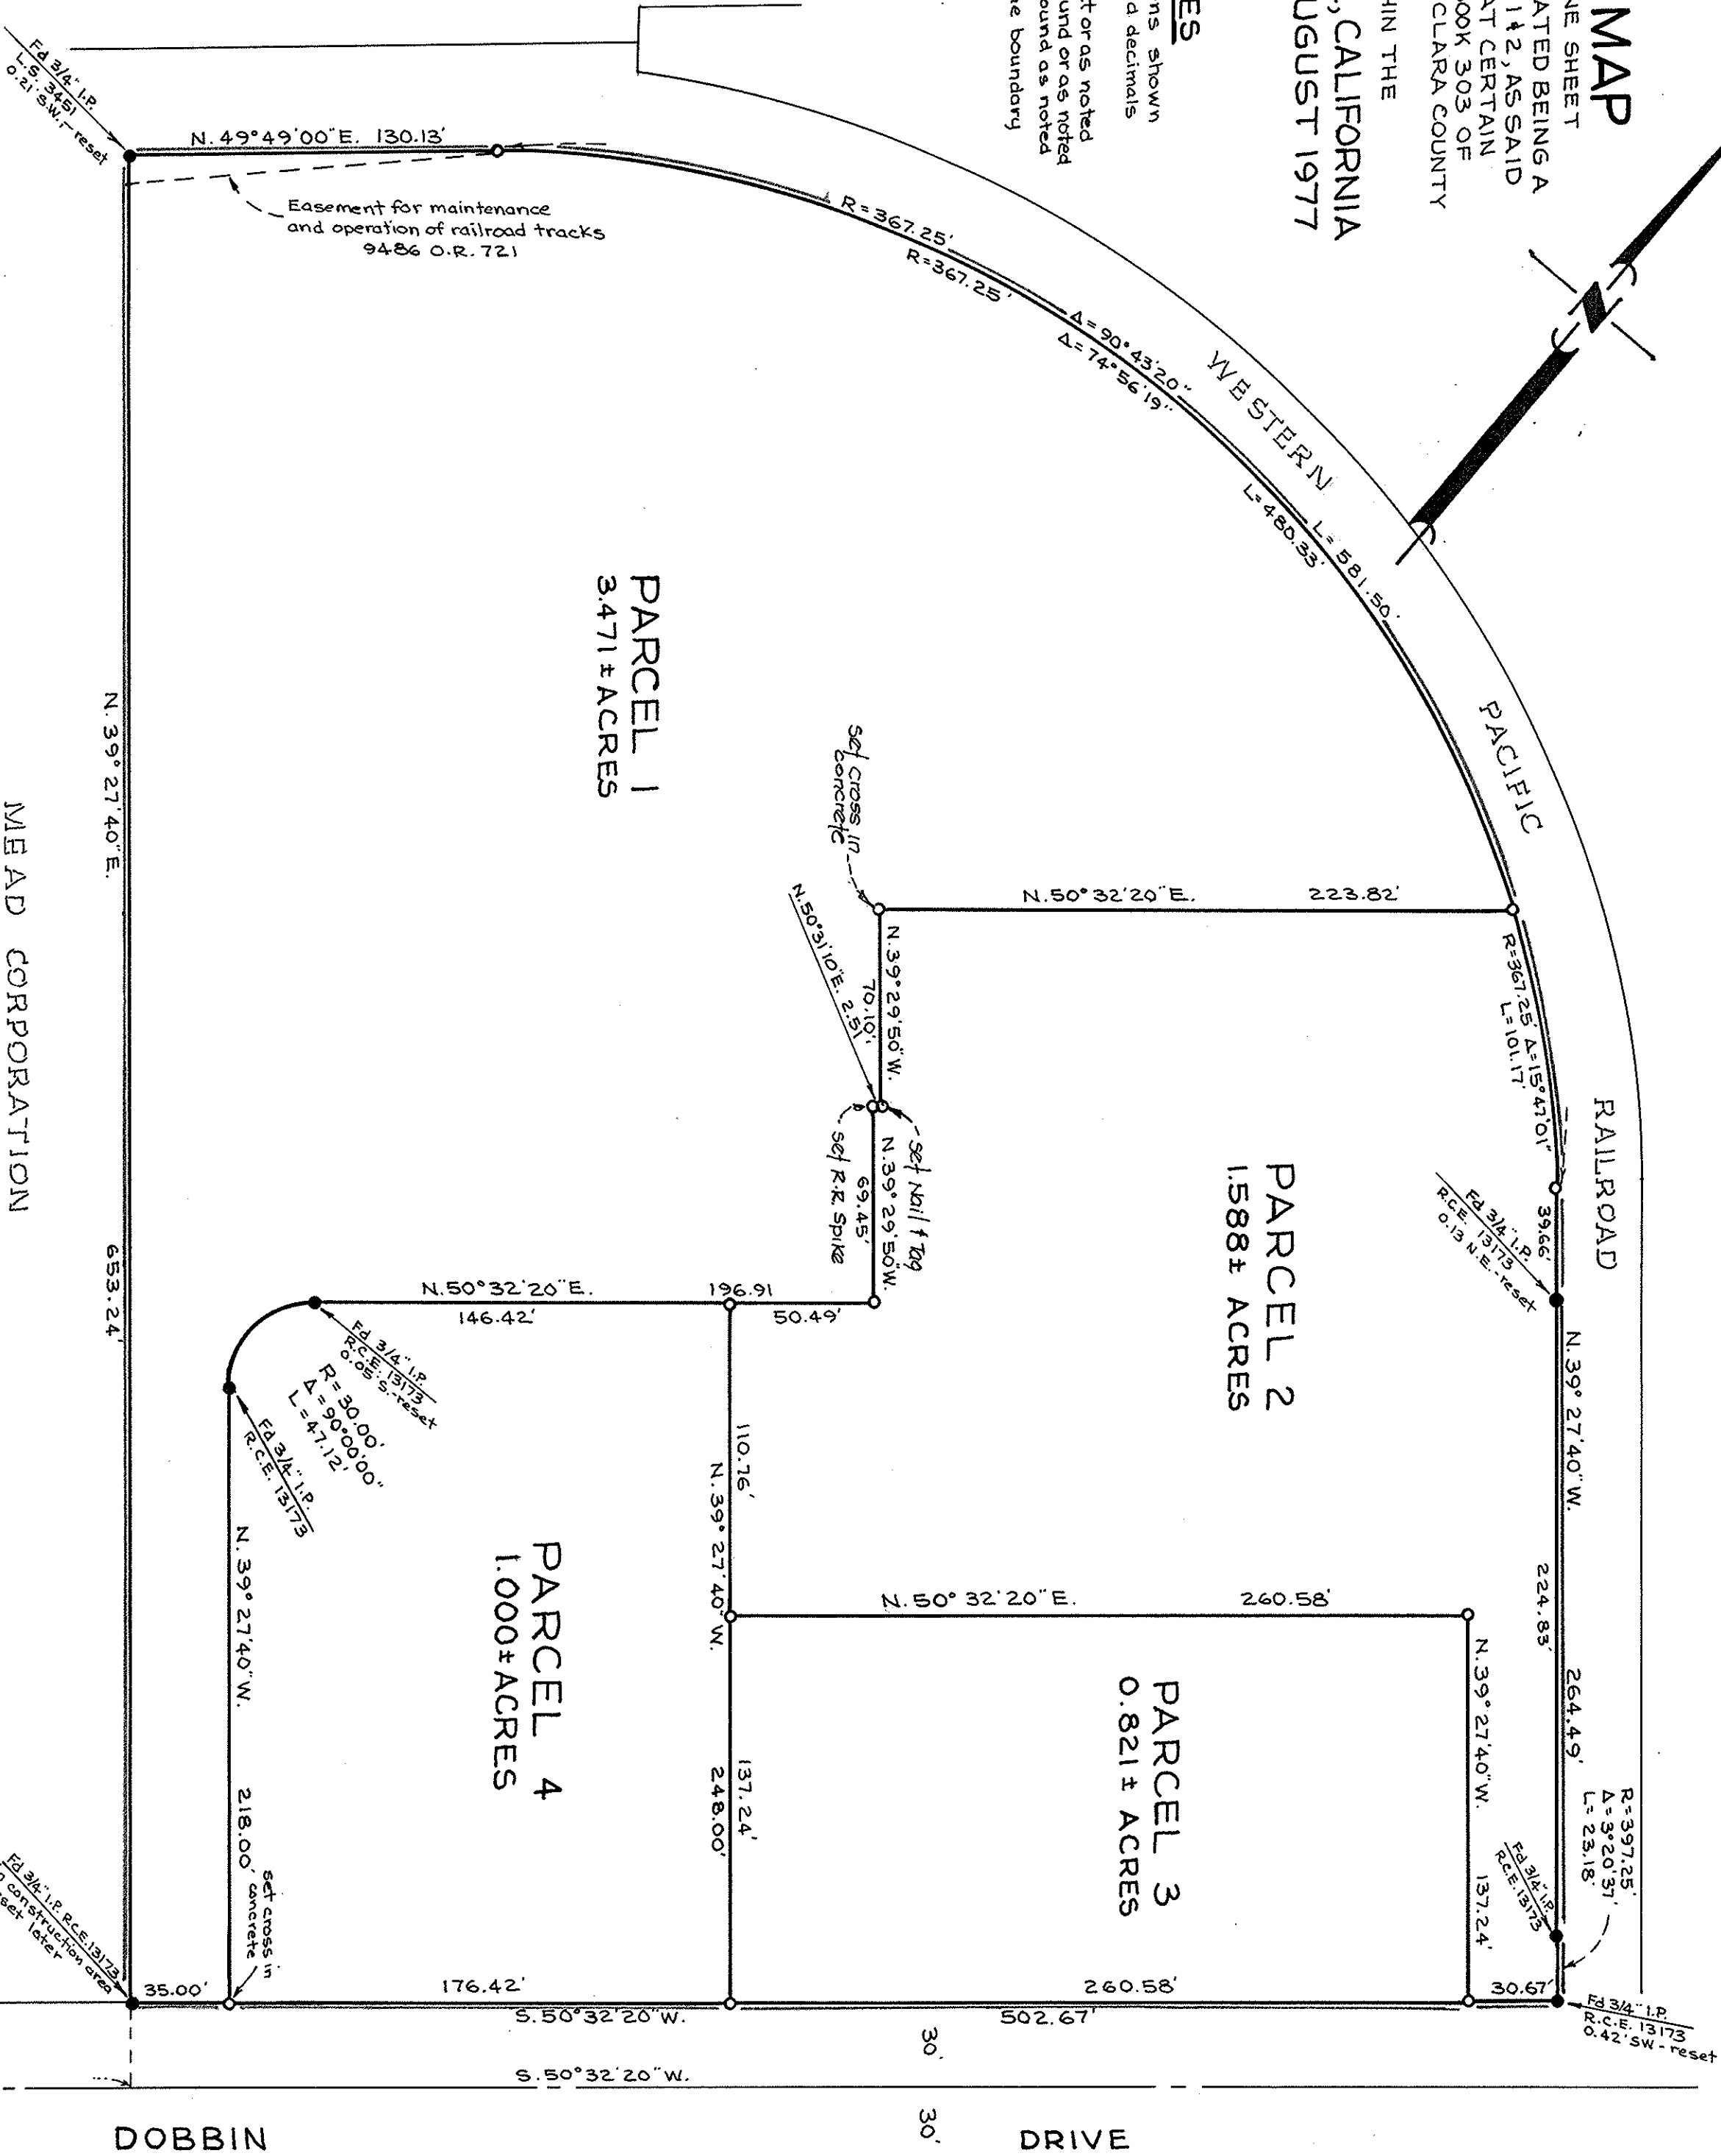 MAP
NE SHEET
ATED BEING A
1 & 2, AS SAID
AT CERTAIN
OOK 303 OF
CLARA COUNTY
HIN THE
, CALIFORNIA
UGUST 1977
ES
ns shown
d decimals
t or as noted
und or as noted
ound as noted
e boundary
Fd 3/4" I.P.
L.S. 3451
0.21 S.W. - reset
N. 49°49'00"E. 130.13'
Easement for maintenance
and operation of railroad tracks
9486 O.R. 721
R=367.25'
R=367.25'
Δ=90°43'20"
Δ=74°56'19"
L=581.50'
L=480.33'
WESTERN
PACIFIC
RAILROAD
PARCEL 1
3.471± ACRES
set cross in
concrete
N.50°32'20"E. 223.82'
N.39°29'50"W.
70.10'
N.50°31'10"E. 2.51'
set Nail & Tag
N.39°29'50"W.
69.45'
set R.R. Spike
R=367.25' Δ=15°47'01"
L=101.17'
39.66'
Fd 3/4" I.P.
R.C.E. 13173
0.13 N.E. - reset
PARCEL 2
1.588± ACRES
N.39°27'40"W. 264.49'
224.83'
N.50°32'20"E. 196.91
146.42' 50.49'
Fd 3/4" I.P.
R.C.E. 13173
0.05' S. - reset
R=30.00'
Δ=90°00'00"
L=47.12'
Fd 3/4" I.P.
R.C.E. 13173
110.76' 137.24'
N.39°27'40"W. 248.00'
N.50°32'20"E. 260.58'
N.39°27'40"W. 137.24'
PARCEL 3
0.821± ACRES
PARCEL 4
1.000± ACRES
N.39°27'40"W. 218.00'
set cross in
concrete
R=397.25'
Δ=3°20'37"
L=23.18'
Fd 3/4" I.P.
R.C.E. 13173
Fd 3/4" I.P.
R.C.E. 13173
0.42' SW - reset
N.39°27'40"E. 653.24'
MEAD CORPORATION
Fd 3/4" I.P. R.C.E. 13173
construction area
set later
35.00' 176.42' 260.58' 30.67'
S.50°32'20"W. 502.67'
30.
S.50°32'20"W.
30.
DOBBIN DRIVE